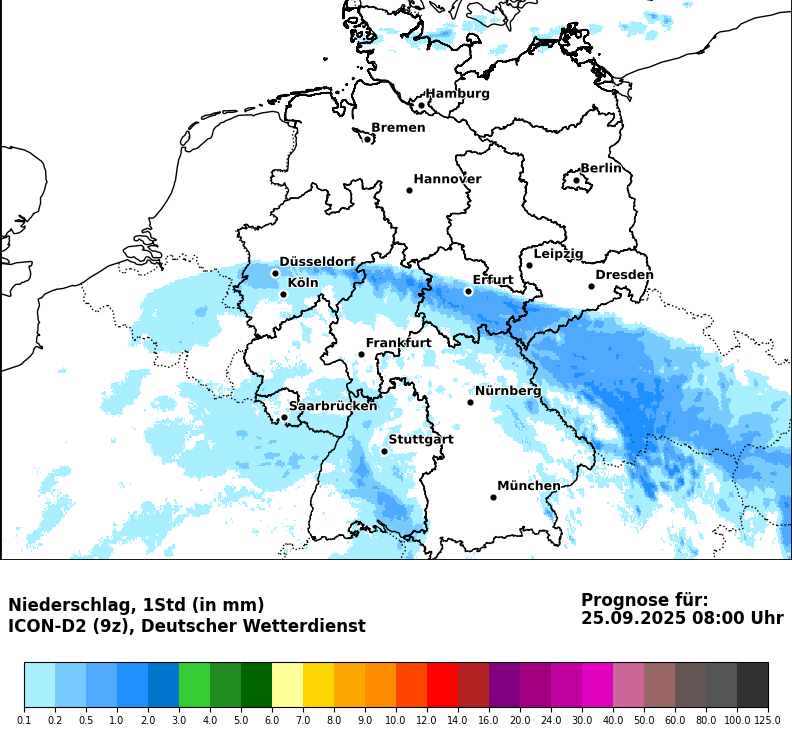 Hamburg
Bremen
Berlin
Hannover
Leipzig
Düsseldorf
Dresden
Köln
Erfurt
Frankfurt
Nürnberg
Saarbrücken
Stuttgart
München
Niederschlag, 1Std (in mm)
ICON-D2 (9z), Deutscher Wetterdienst
Prognose für:
25.09.2025 08:00 Uhr
0.1 0.2 0.5 1.0 2.0 3.0 4.0 5.0 6.0 7.0 8.0 9.0 10.0 12.0 14.0 16.0 20.0 24.0 30.0 40.0 50.0 60.0 80.0 100.0 125.0